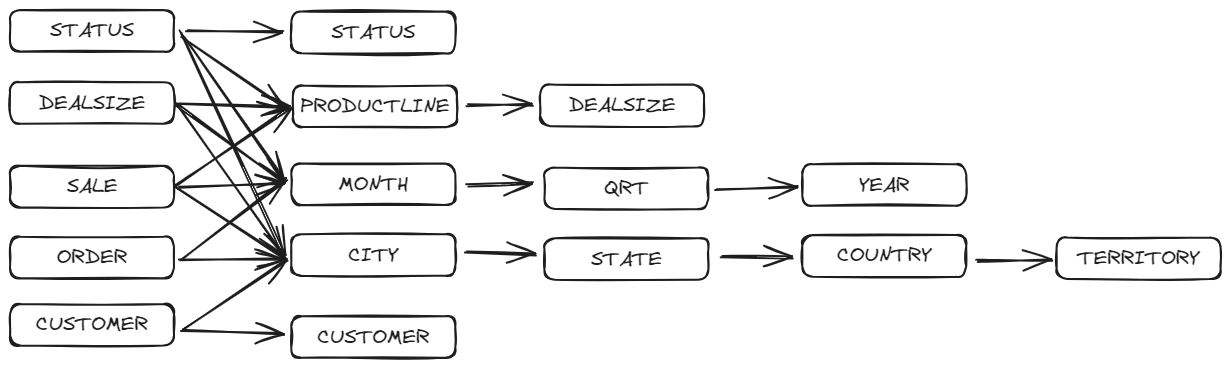 STATUS
STATUS
DEALSIZE
PRODUCTLINE
DEALSIZE
SALE
MONTH
QRT
YEAR
ORDER
CITY
STATE
COUNTRY
TERRITORY
CUSTOMER
CUSTOMER